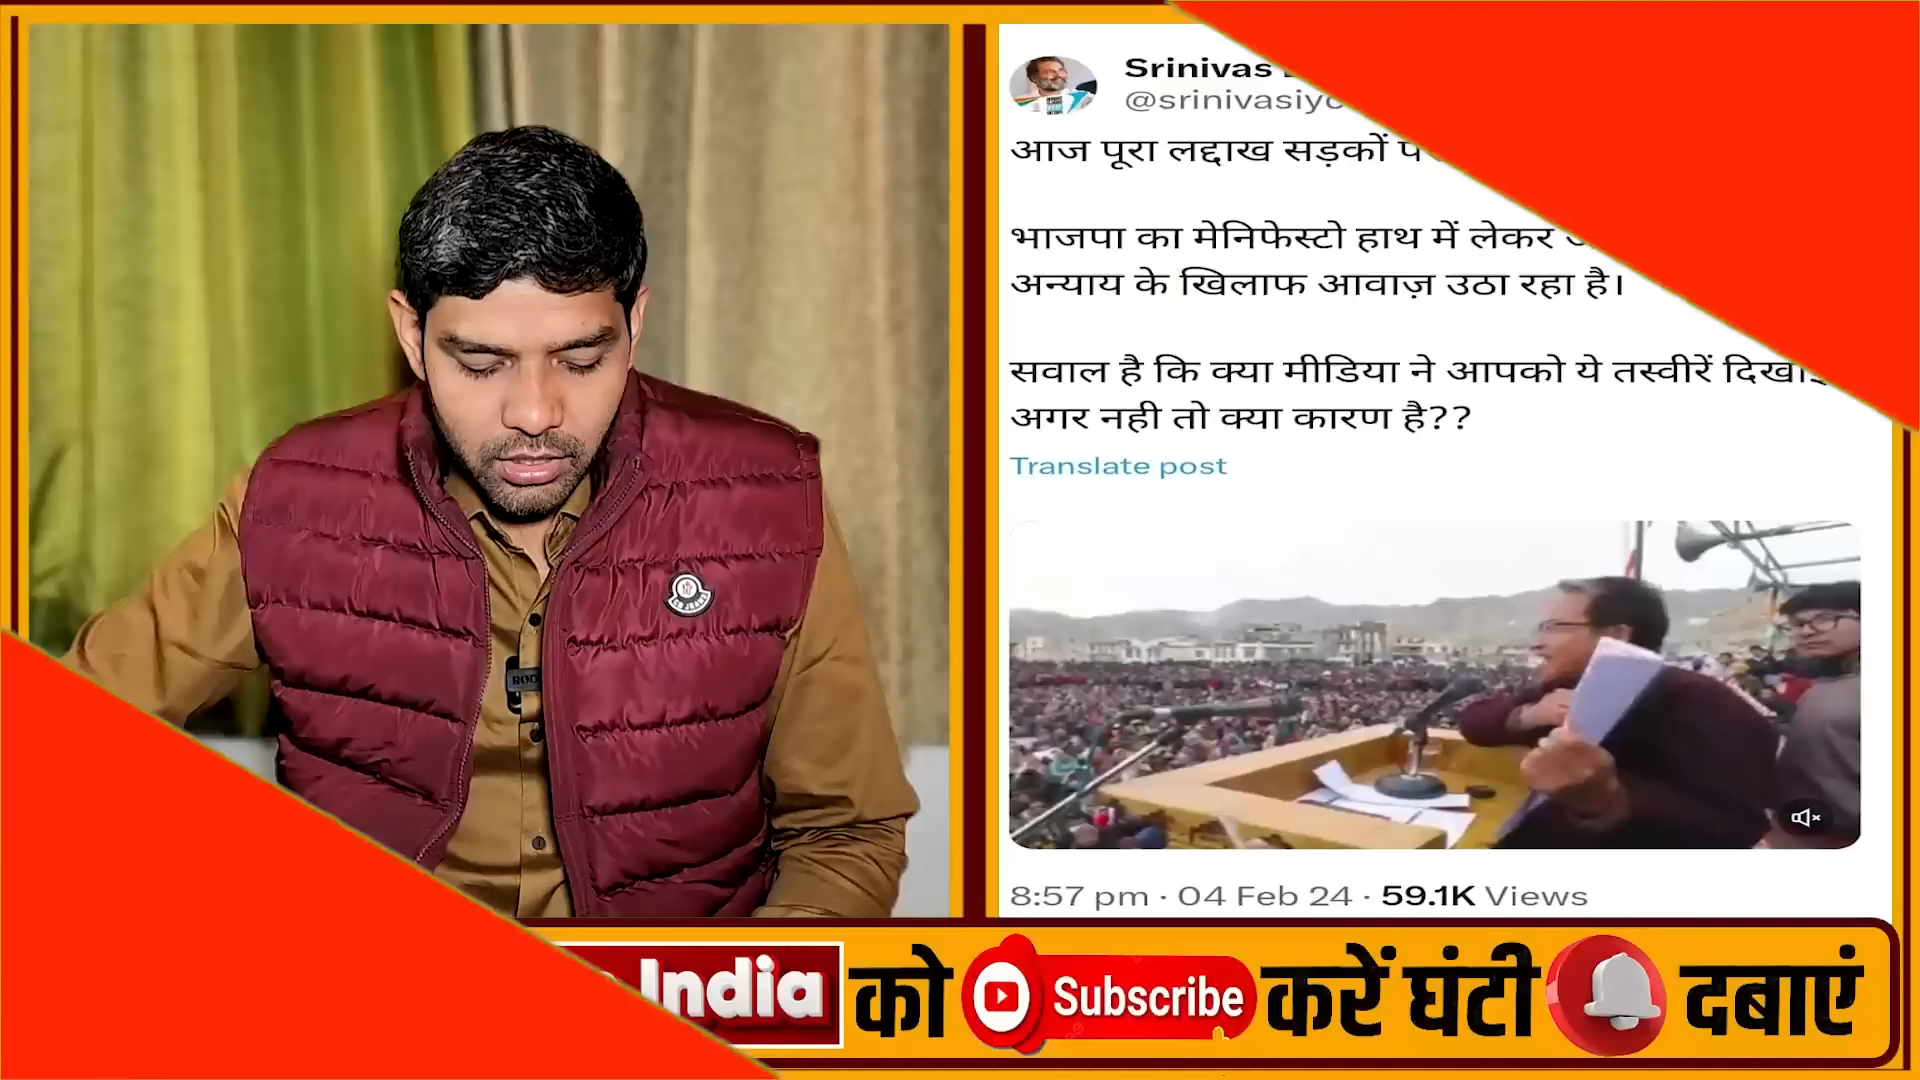 Srinivas
@srinivasiyc
आज पूरा लद्दाख सड़कों
भाजपा का मेनिफेस्टो हाथ में लेकर
अन्याय के खिलाफ आवाज़ उठा रहा है।
सवाल है कि क्या मीडिया ने आपको ये तस्वीरें
अगर नही तो क्या कारण है??
Translate post
8:57 pm · 04 Feb 24 · 59.1K Views
India को Subscribe करें घंटी दबाएं